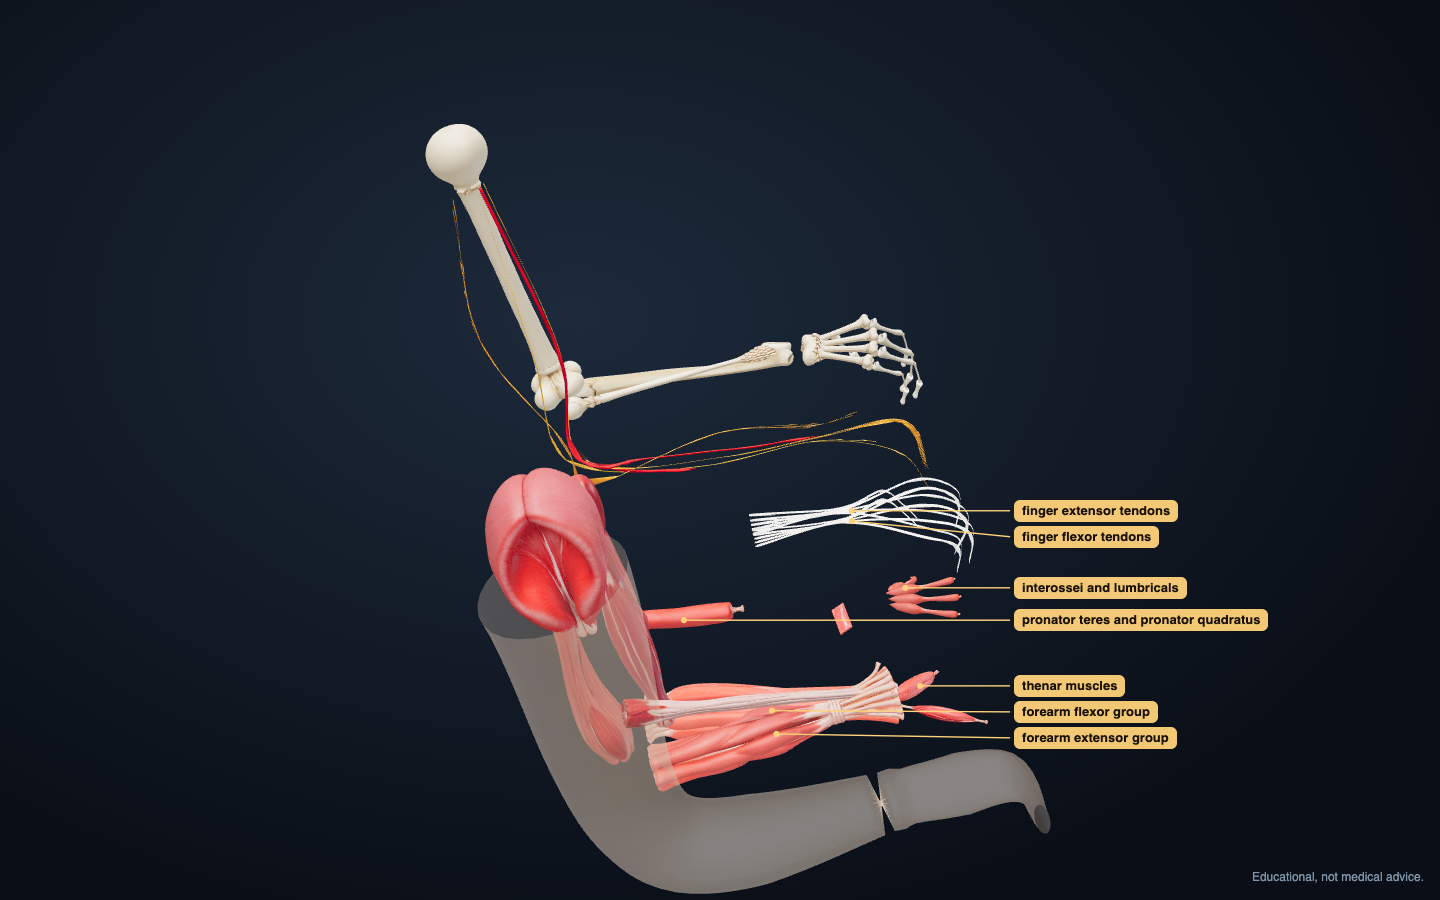 finger extensor tendons
finger flexor tendons
interossei and lumbricals
pronator teres and pronator quadratus
thenar muscles
forearm flexor group
forearm extensor group
Educational, not medical advice.